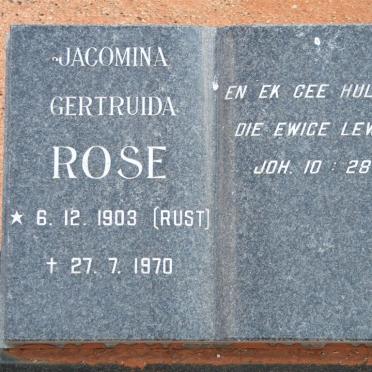 JACOMINA
GERTRUIDA
ROSE
★ 6. 12. 1903 (RUST)
✝ 27. 7. 1970
EN EK GEE HUL
DIE EWIGE LEW
JOH. 10 : 28